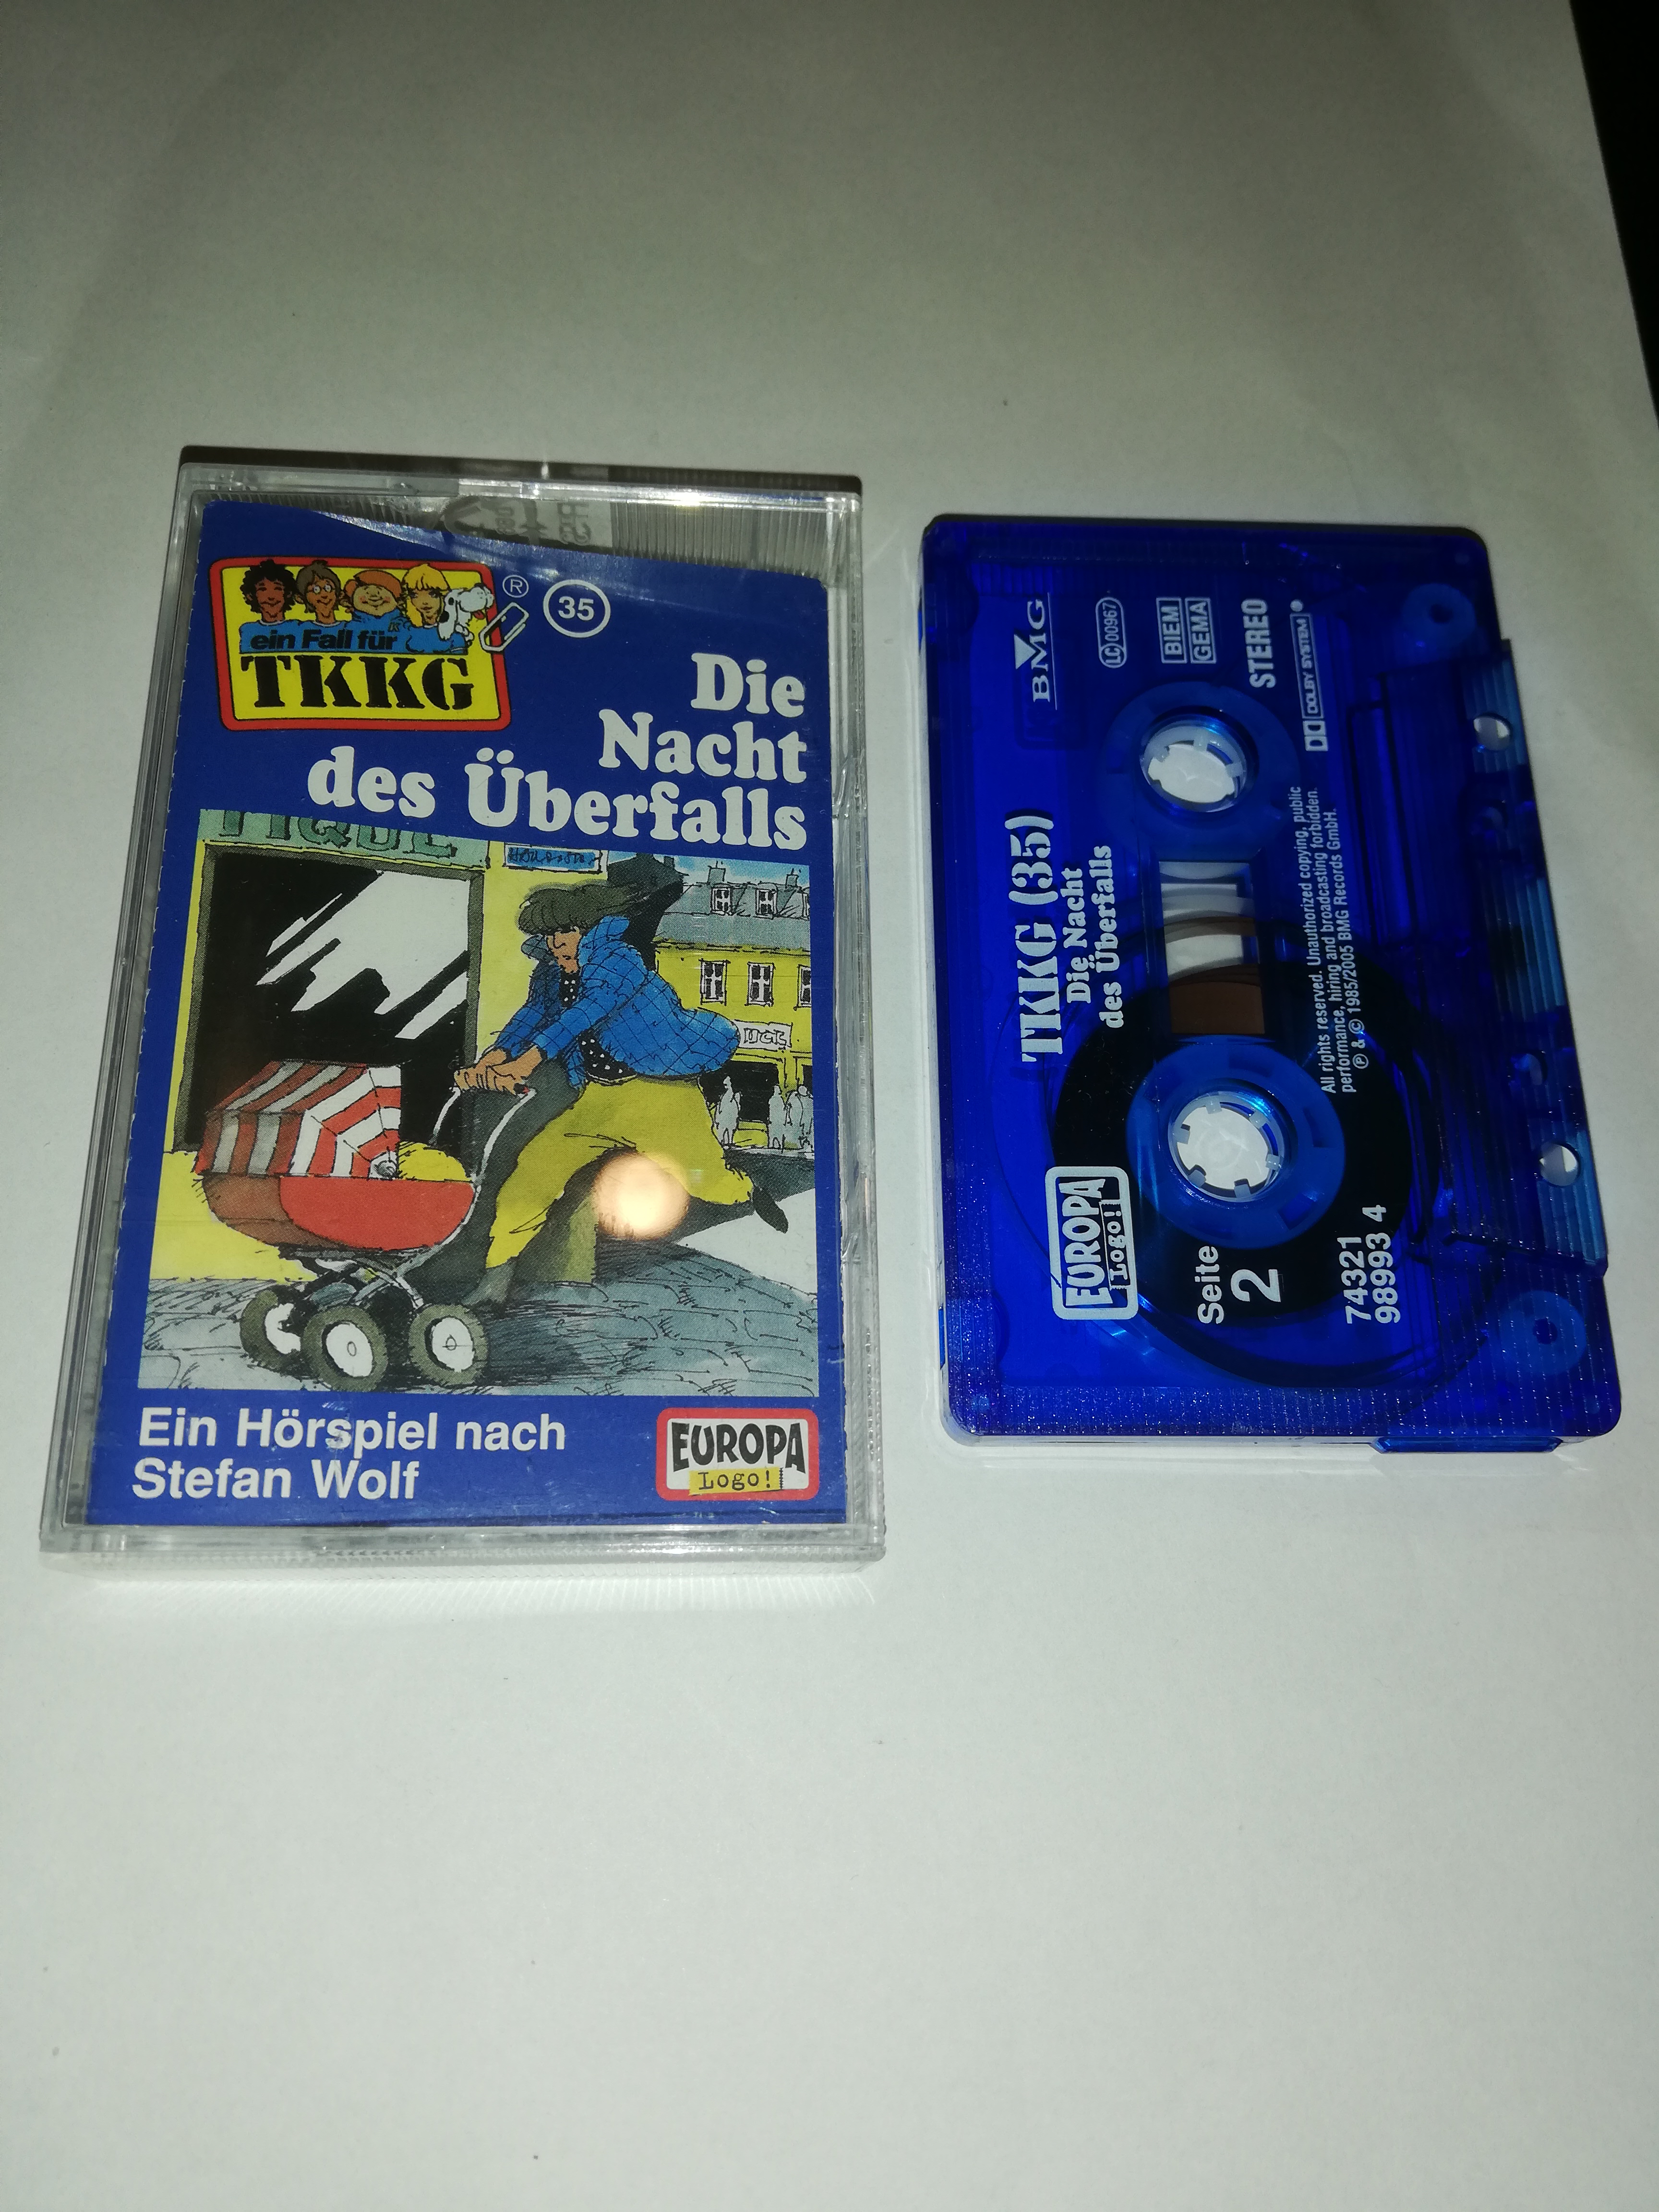 ein Fall für
TKKG
®
35
Die
Nacht
des Überfalls
TIQUE
Ein Hörspiel nach
Stefan Wolf
EUROPA
Logo!
BMG
LC 00967
BIEM
GEMA
STEREO
DOLBY SYSTEM®
TKKG (35)
Die Nacht
des Überfalls
All rights reserved. Unauthorized copying, public
performance, hiring and broadcasting forbidden.
℗ & © 1985/2005 BMG Records GmbH.
EUROPA
Logo!
Seite
2
74321
98993 4